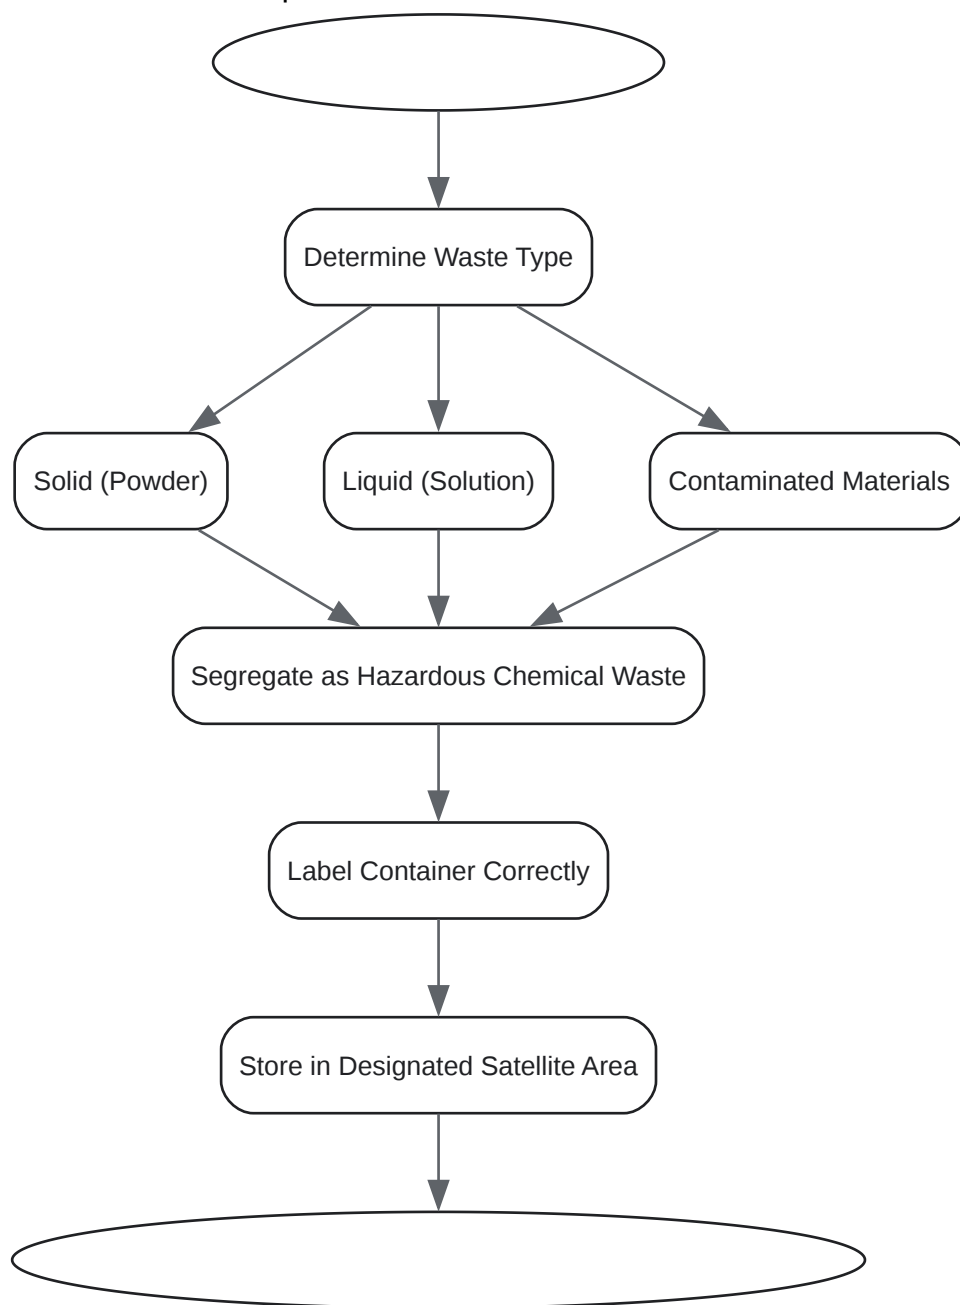 Determine Waste Type
Solid (Powder)
Liquid (Solution)
Contaminated Materials
Segregate as Hazardous Chemical Waste
Label Container Correctly
Store in Designated Satellite Area